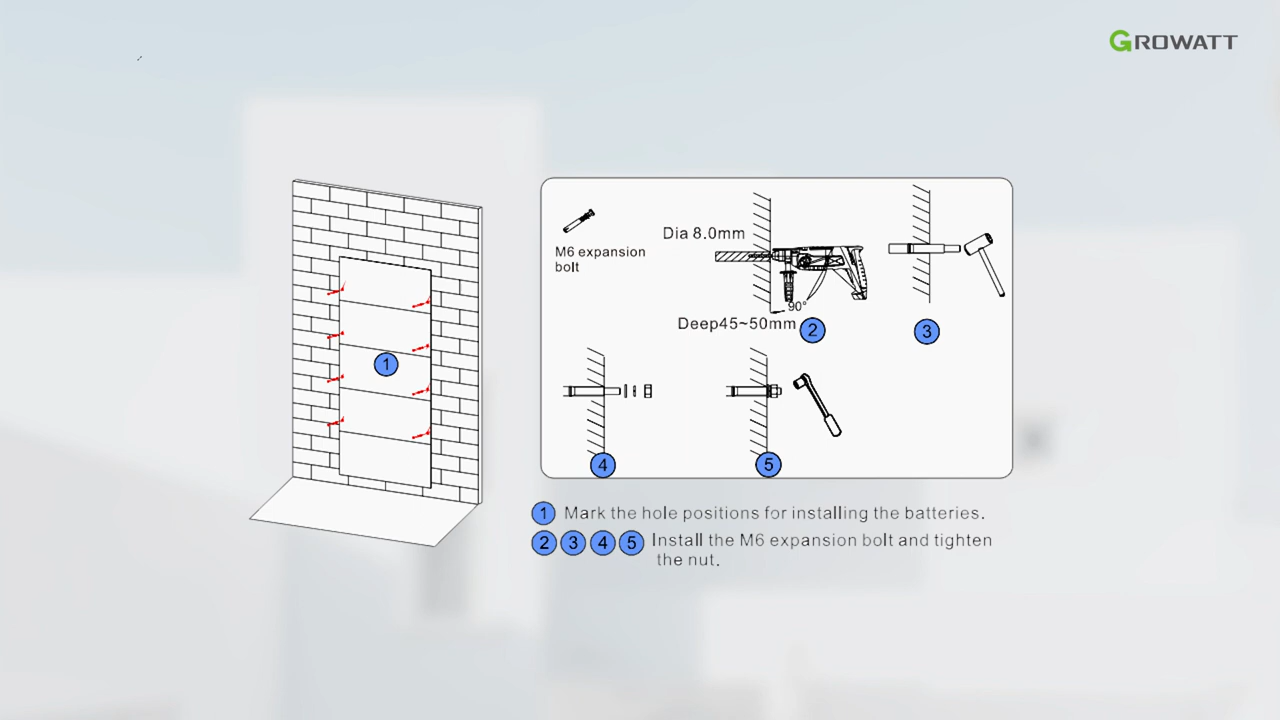 GROWATT
M6 expansion
bolt
Dia 8.0mm
90°
Deep45~50mm
2
3
1
4
5
1 Mark the hole positions for installing the batteries.
2 3 4 5 Install the M6 expansion bolt and tighten
the nut.